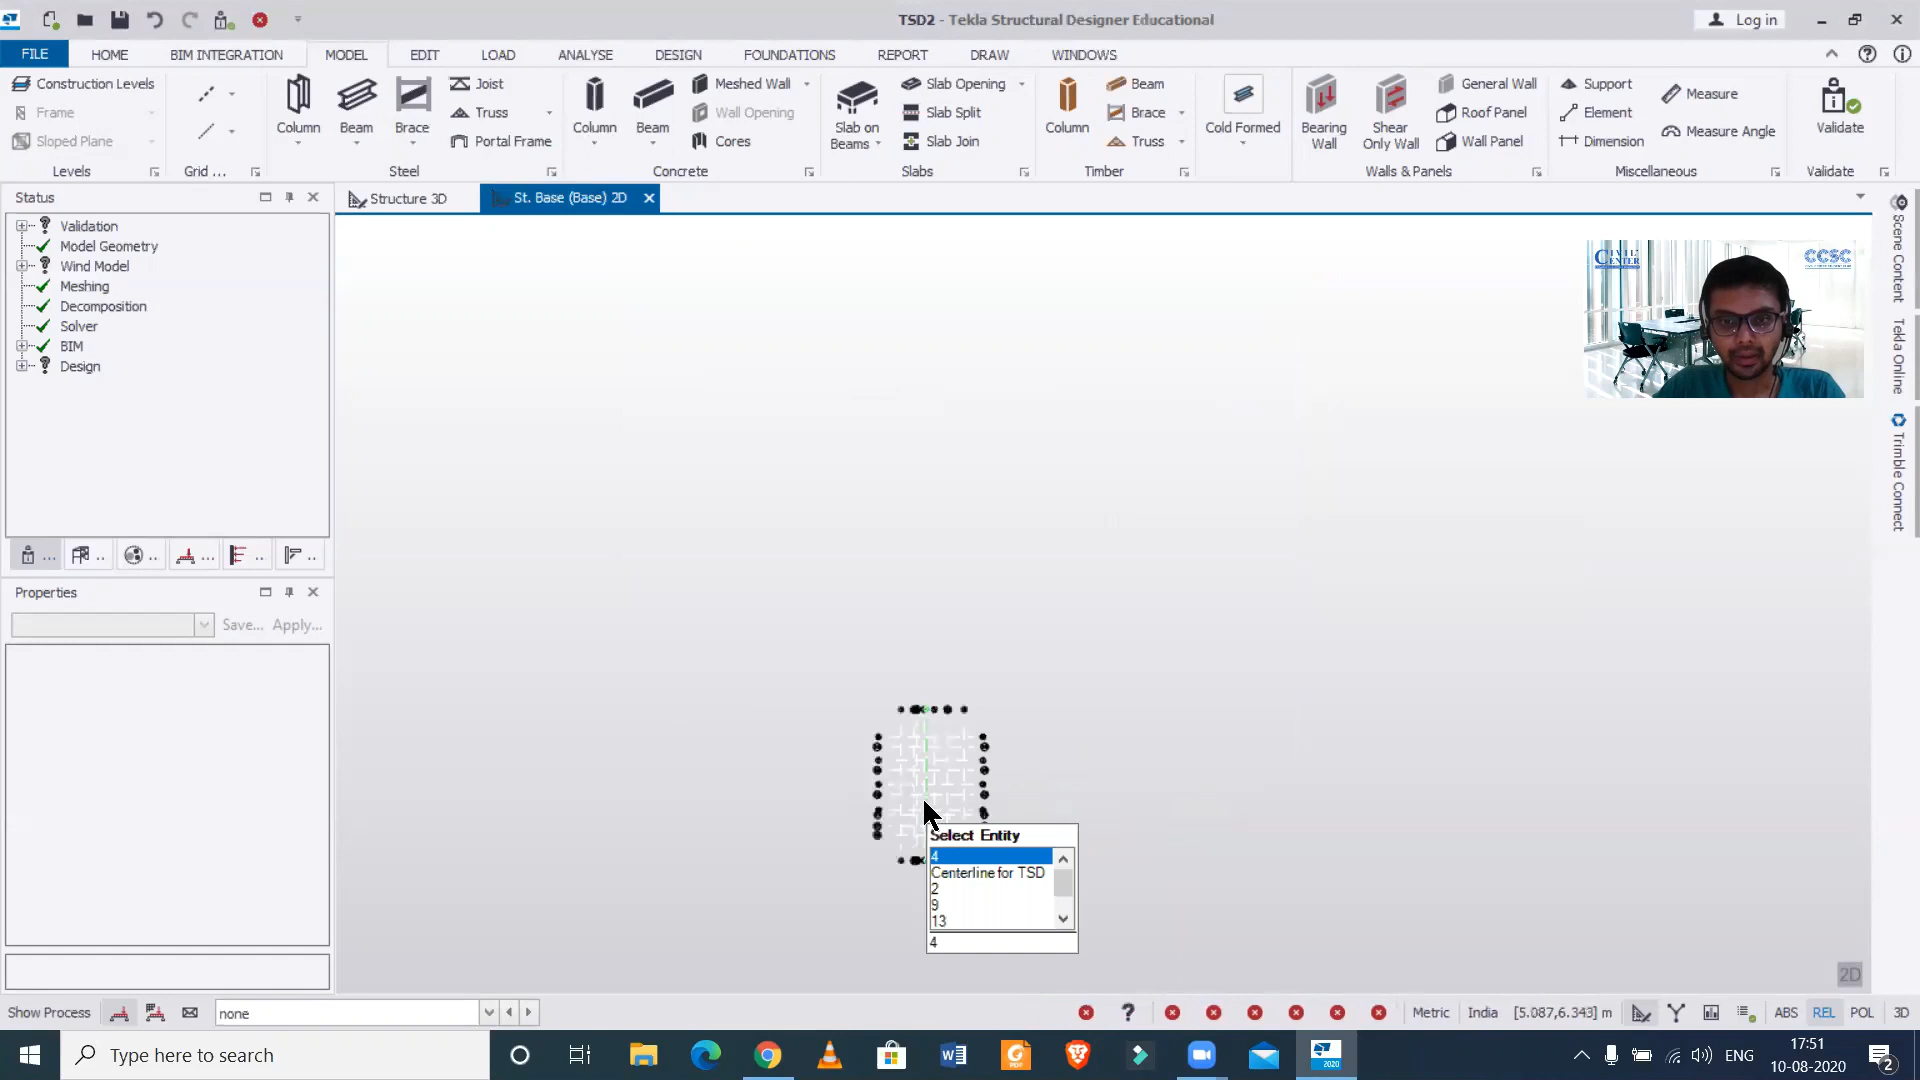 TSD2 - Tekla Structural Designer Educational
Log in
FILE HOME BIM INTEGRATION MODEL EDIT LOAD ANALYSE DESIGN FOUNDATIONS REPORT DRAW WINDOWS
Construction Levels
Frame
Sloped Plane
Levels
Grid ...
Column
Beam
Brace
Joist
Truss
Portal Frame
Steel
Column
Beam
Meshed Wall
Wall Opening
Cores
Concrete
Slab on
Beams
Slab Opening
Slab Split
Slab Join
Slabs
Column
Beam
Brace
Truss
Timber
Cold Formed
Bearing
Wall
Shear
Only Wall
General Wall
Roof Panel
Wall Panel
Walls & Panels
Support
Element
Dimension
Measure
Measure Angle
Miscellaneous
Validate
Validate
Status
Validation
Model Geometry
Wind Model
Meshing
Decomposition
Solver
BIM
Design
Structure 3D
St. Base (Base) 2D
CIVIL
CENTER
CCSC
Scene Content
Tekla Online
Trimble Connect
Properties
Save... Apply...
Select Entity
4
Centerline for TSD
2
9
13
4
2D
Show Process
none
Metric India [5.087,6.343] m ABS REL POL 3D
Type here to search
2020
ENG
17:51
10-08-2020
2